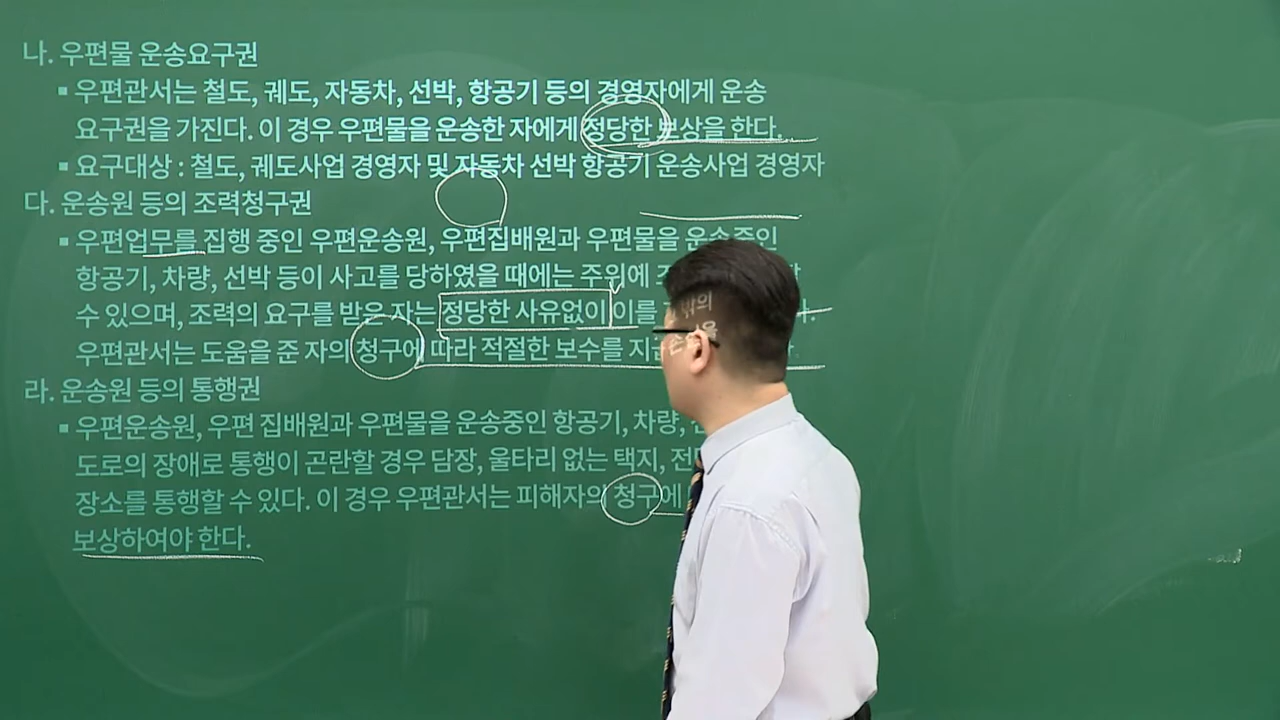 나. 우편물 운송요구권
▪ 우편관서는 철도, 궤도, 자동차, 선박, 항공기 등의 경영자에게 운송
요구권을 가진다. 이 경우 우편물을 운송한 자에게 정당한 보상을 한다.
▪ 요구대상 : 철도, 궤도사업 경영자 및 자동차 선박 항공기 운송사업 경영자
다. 운송원 등의 조력청구권
▪ 우편업무를 집행 중인 우편운송원, 우편집배원과 우편물을 운송중인
항공기, 차량, 선박 등이 사고를 당하였을 때에는 주위에
수 있으며, 조력의 요구를 받은 자는 정당한 사유없이 이를
우편관서는 도움을 준 자의 청구에 따라 적절한 보수를
라. 운송원 등의 통행권
▪ 우편운송원, 우편 집배원과 우편물을 운송중인 항공기, 차량,
도로의 장애로 통행이 곤란할 경우 담장, 울타리 없는 택지,
장소를 통행할 수 있다. 이 경우 우편관서는 피해자의 청구에
보상하여야 한다.